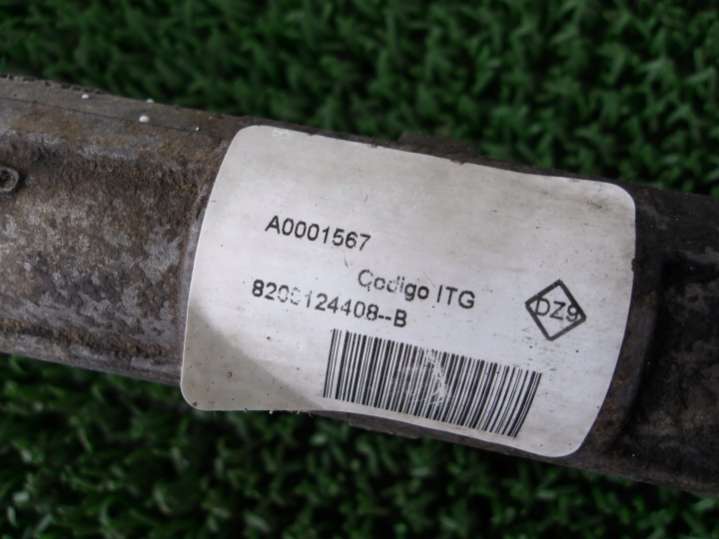 A0001567
Codigo ITG
8200124408--B
DZ9